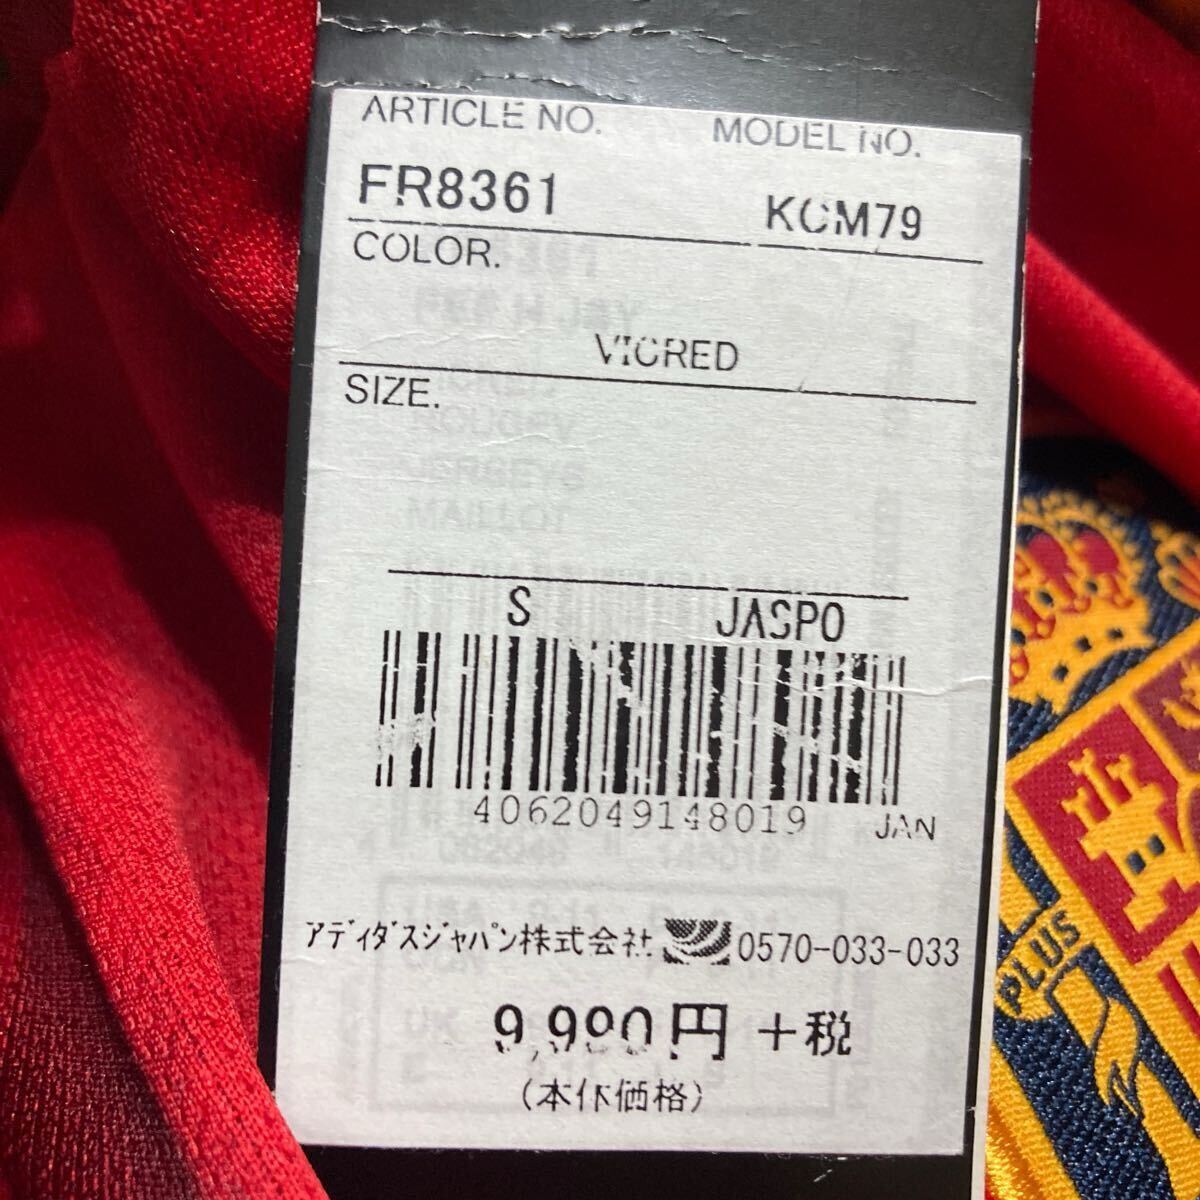 ARTICLE NO. MODEL NO.
FR8361 KCM79
COLOR.
VICRED
SIZE.
S JASPO
4062049148019 JAN
アディダスジャパン株式会社 0570-033-033
9,990円 +税
(本体価格)
PLUS